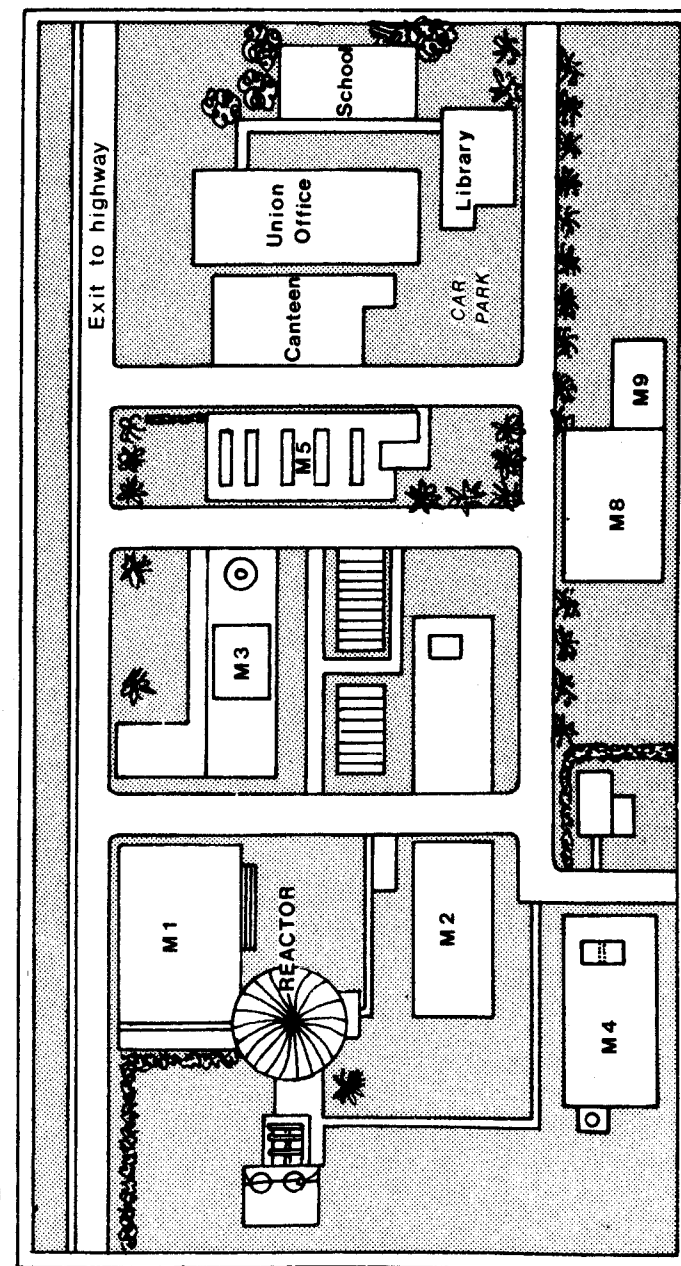 Exit to highway
School
Union
Office
Library
Canteen
CAR
PARK
M5
M9
M8
M3
M1
REACTOR
M2
M4